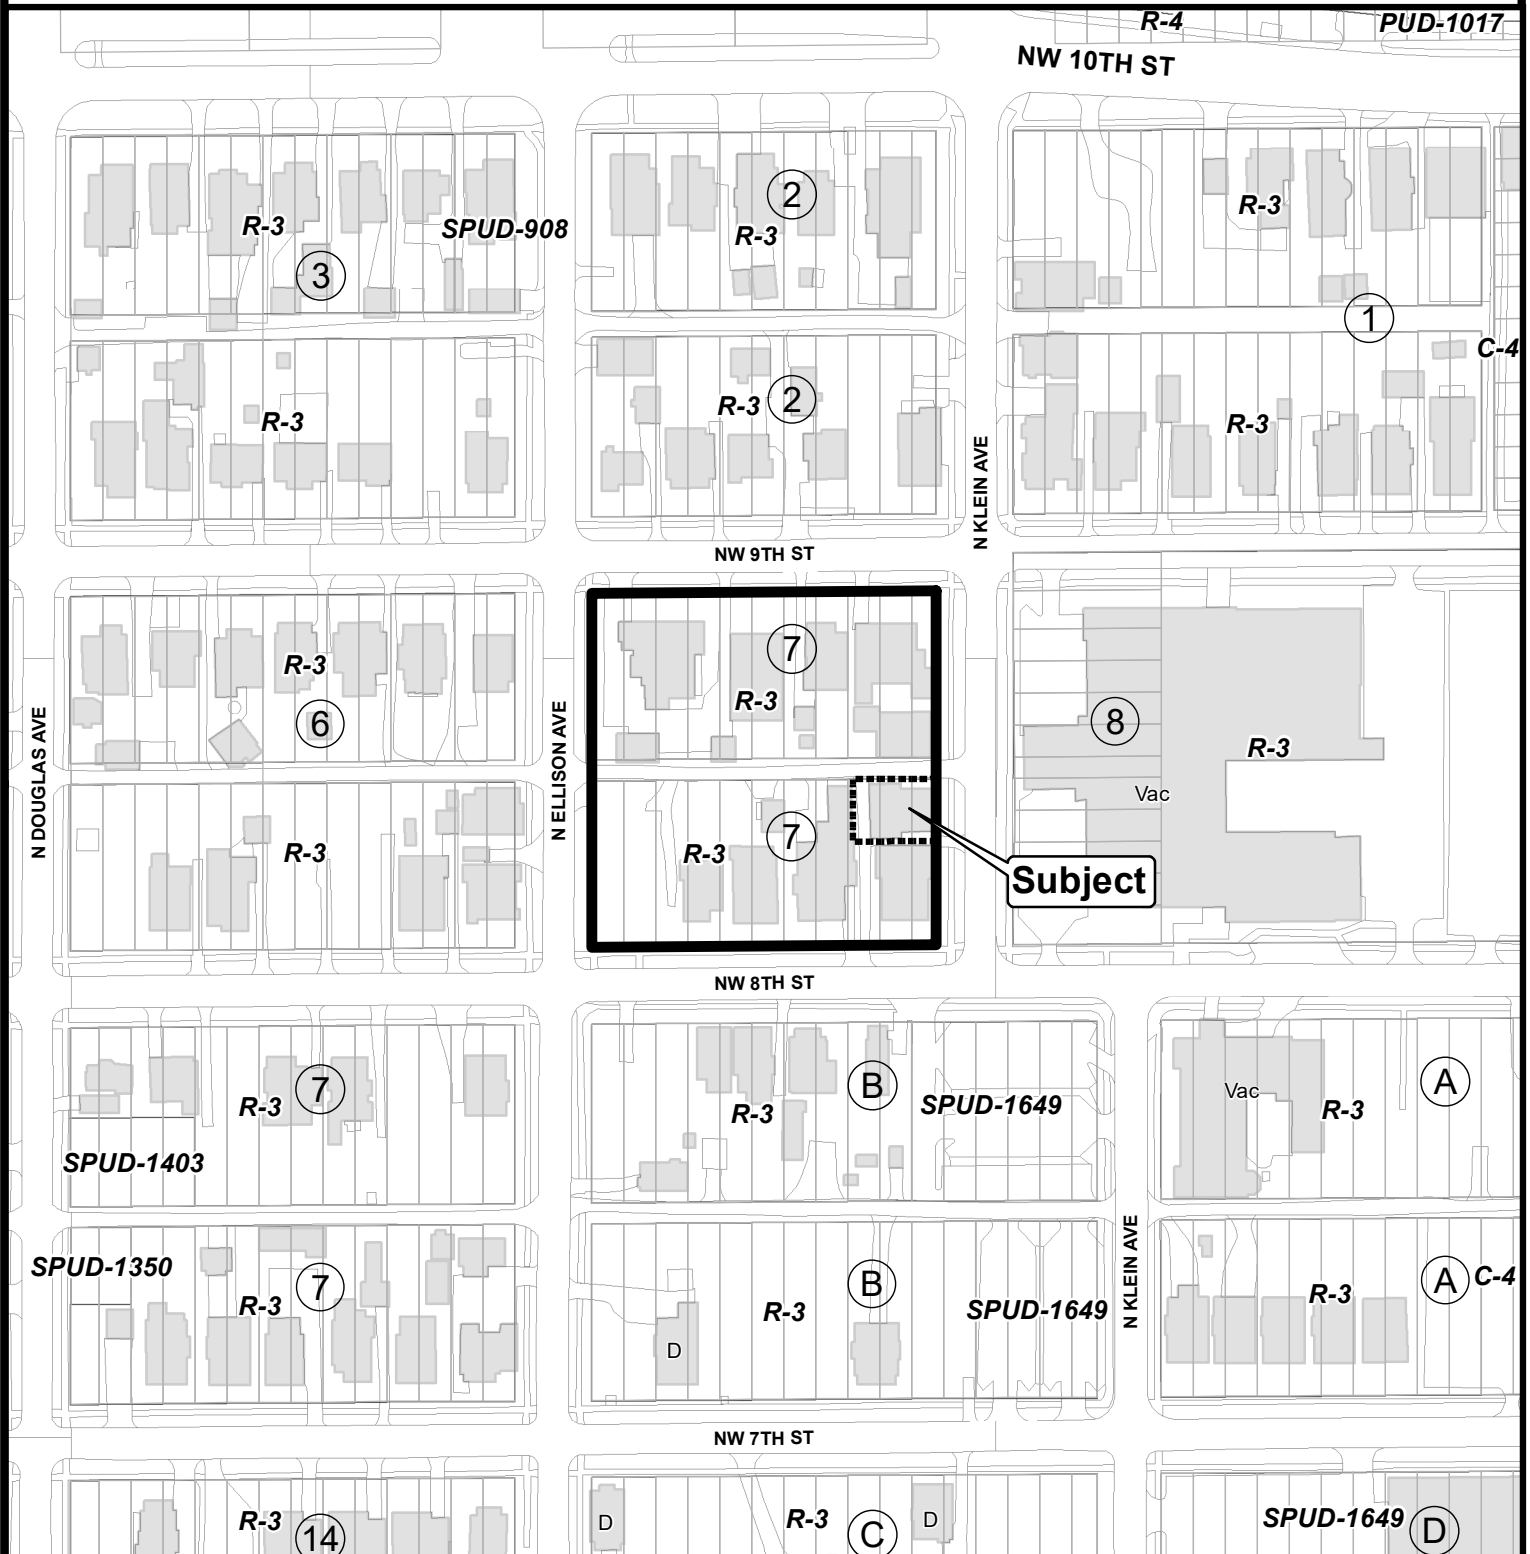 R-4
PUD-1017
NW 10TH ST
2
R-3
R-3
R-3
SPUD-908
R-3
3
1
C-4
R-3
2
R-3
R-3
N KLEIN AVE
NW 9TH ST
7
R-3
6
R-3
8
R-3
N DOUGLAS AVE
N ELLISON AVE
Vac
7
R-3
R-3
Subject
NW 8TH ST
7
R-3
B
R-3
SPUD-1649
Vac
R-3
A
SPUD-1403
SPUD-1350
7
R-3
B
R-3
SPUD-1649
N KLEIN AVE
R-3
A
C-4
D
NW 7TH ST
R-3
14
D
R-3
C
D
SPUD-1649
D